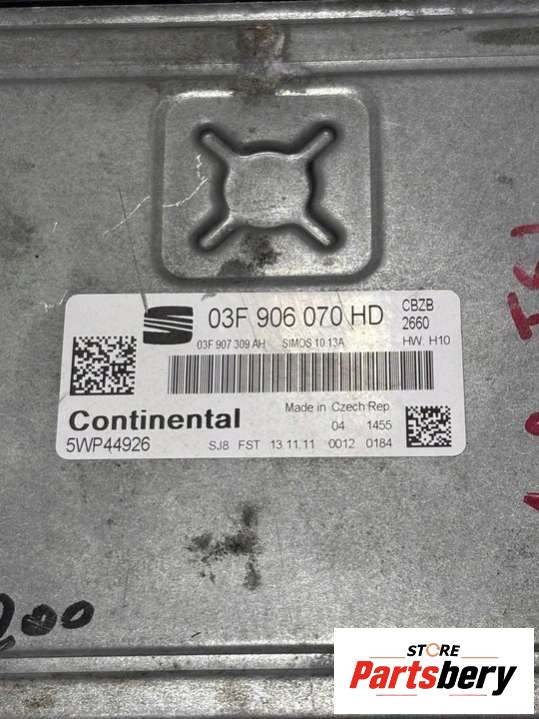 03F 906 070 HD
CBZB
2660
03F 907 309 AH SIMOS 10.13A
HW: H10
Continental
Made in Czech Rep
04 1455
5WP44926
SJ8 FST 13.11.11 0012 0184
200
STORE
Partsbery